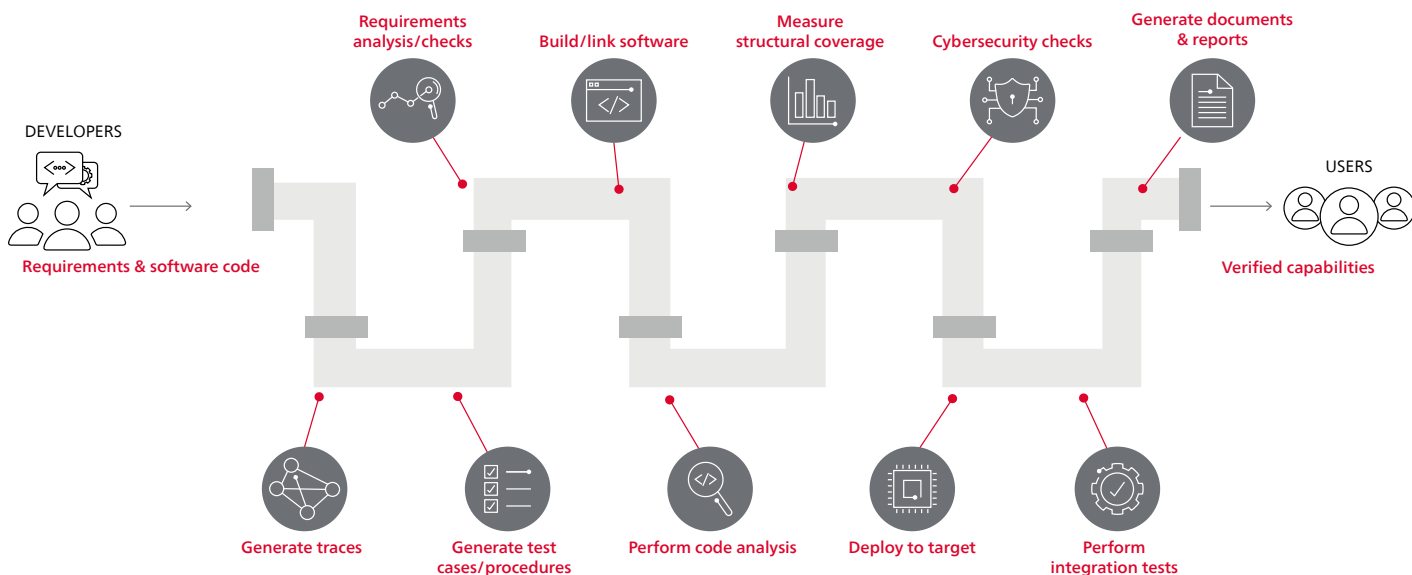 Requirements
analysis/checks
Build/link software
Measure
structural coverage
Cybersecurity checks
Generate documents
& reports
DEVELOPERS
<...>
Requirements & software code
</>
USERS
Verified capabilities
</>
Generate traces
Generate test
cases/procedures
Perform code analysis
Deploy to target
Perform
integration tests